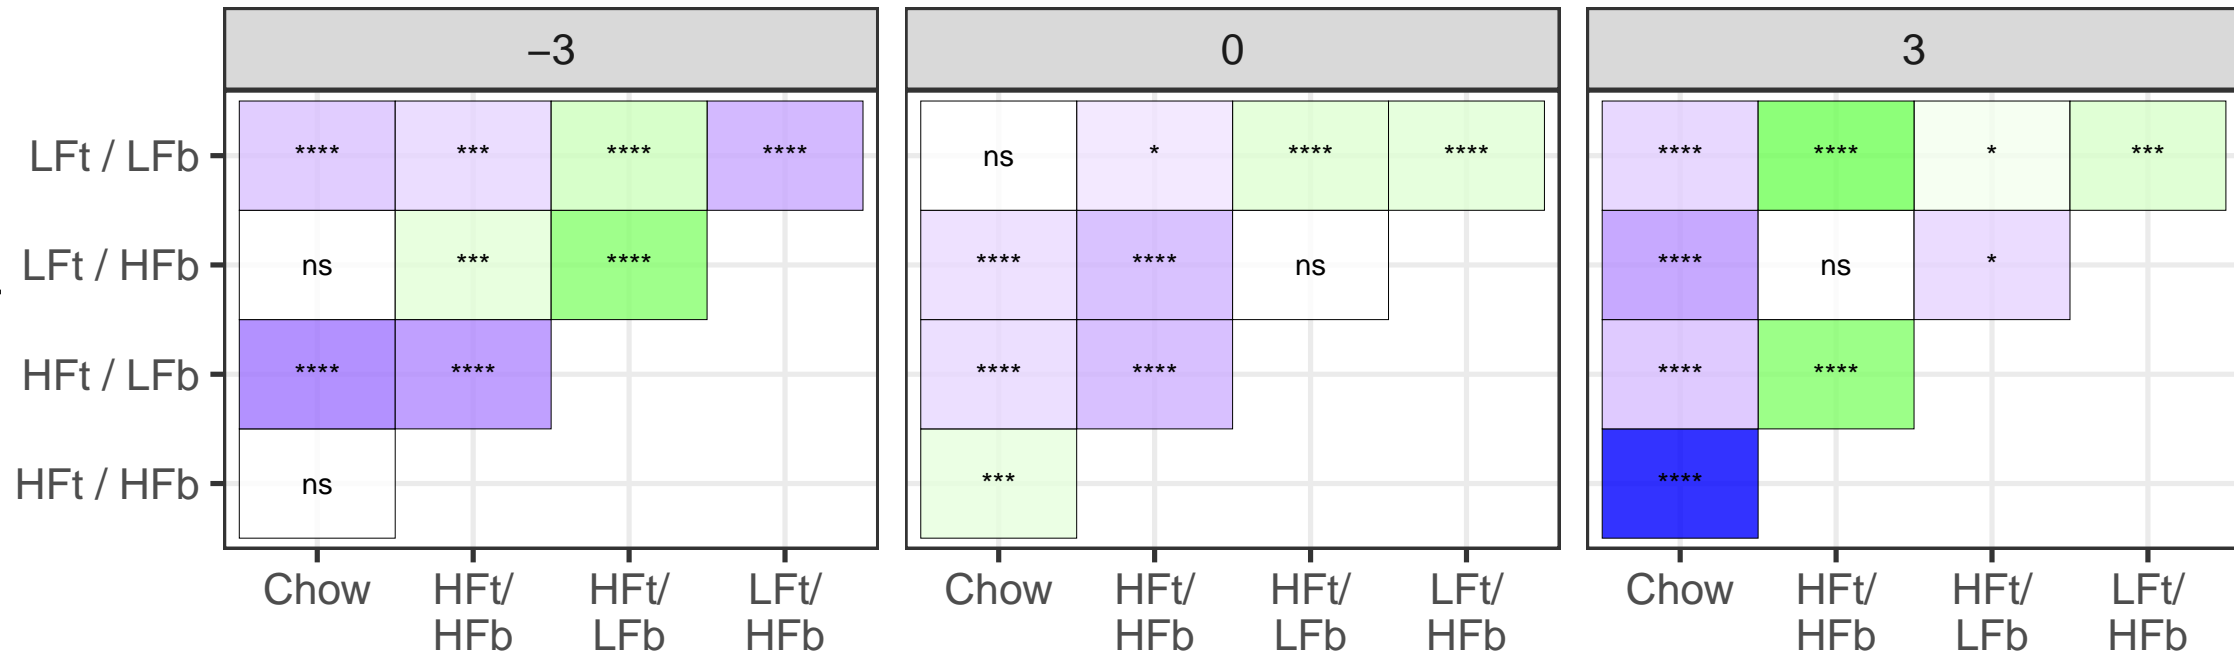 −3 0 3
LFt / LFb **** *** **** **** ns * **** **** **** **** * ***
LFt / HFb ns *** **** **** **** ns **** ns *
HFt / LFb **** **** **** **** **** ****
HFt / HFb ns *** ****
Chow HFt/ HFt/ LFt/ Chow HFt/ HFt/ LFt/ Chow HFt/ HFt/ LFt/
HFb LFb HFb HFb LFb HFb HFb LFb HFb